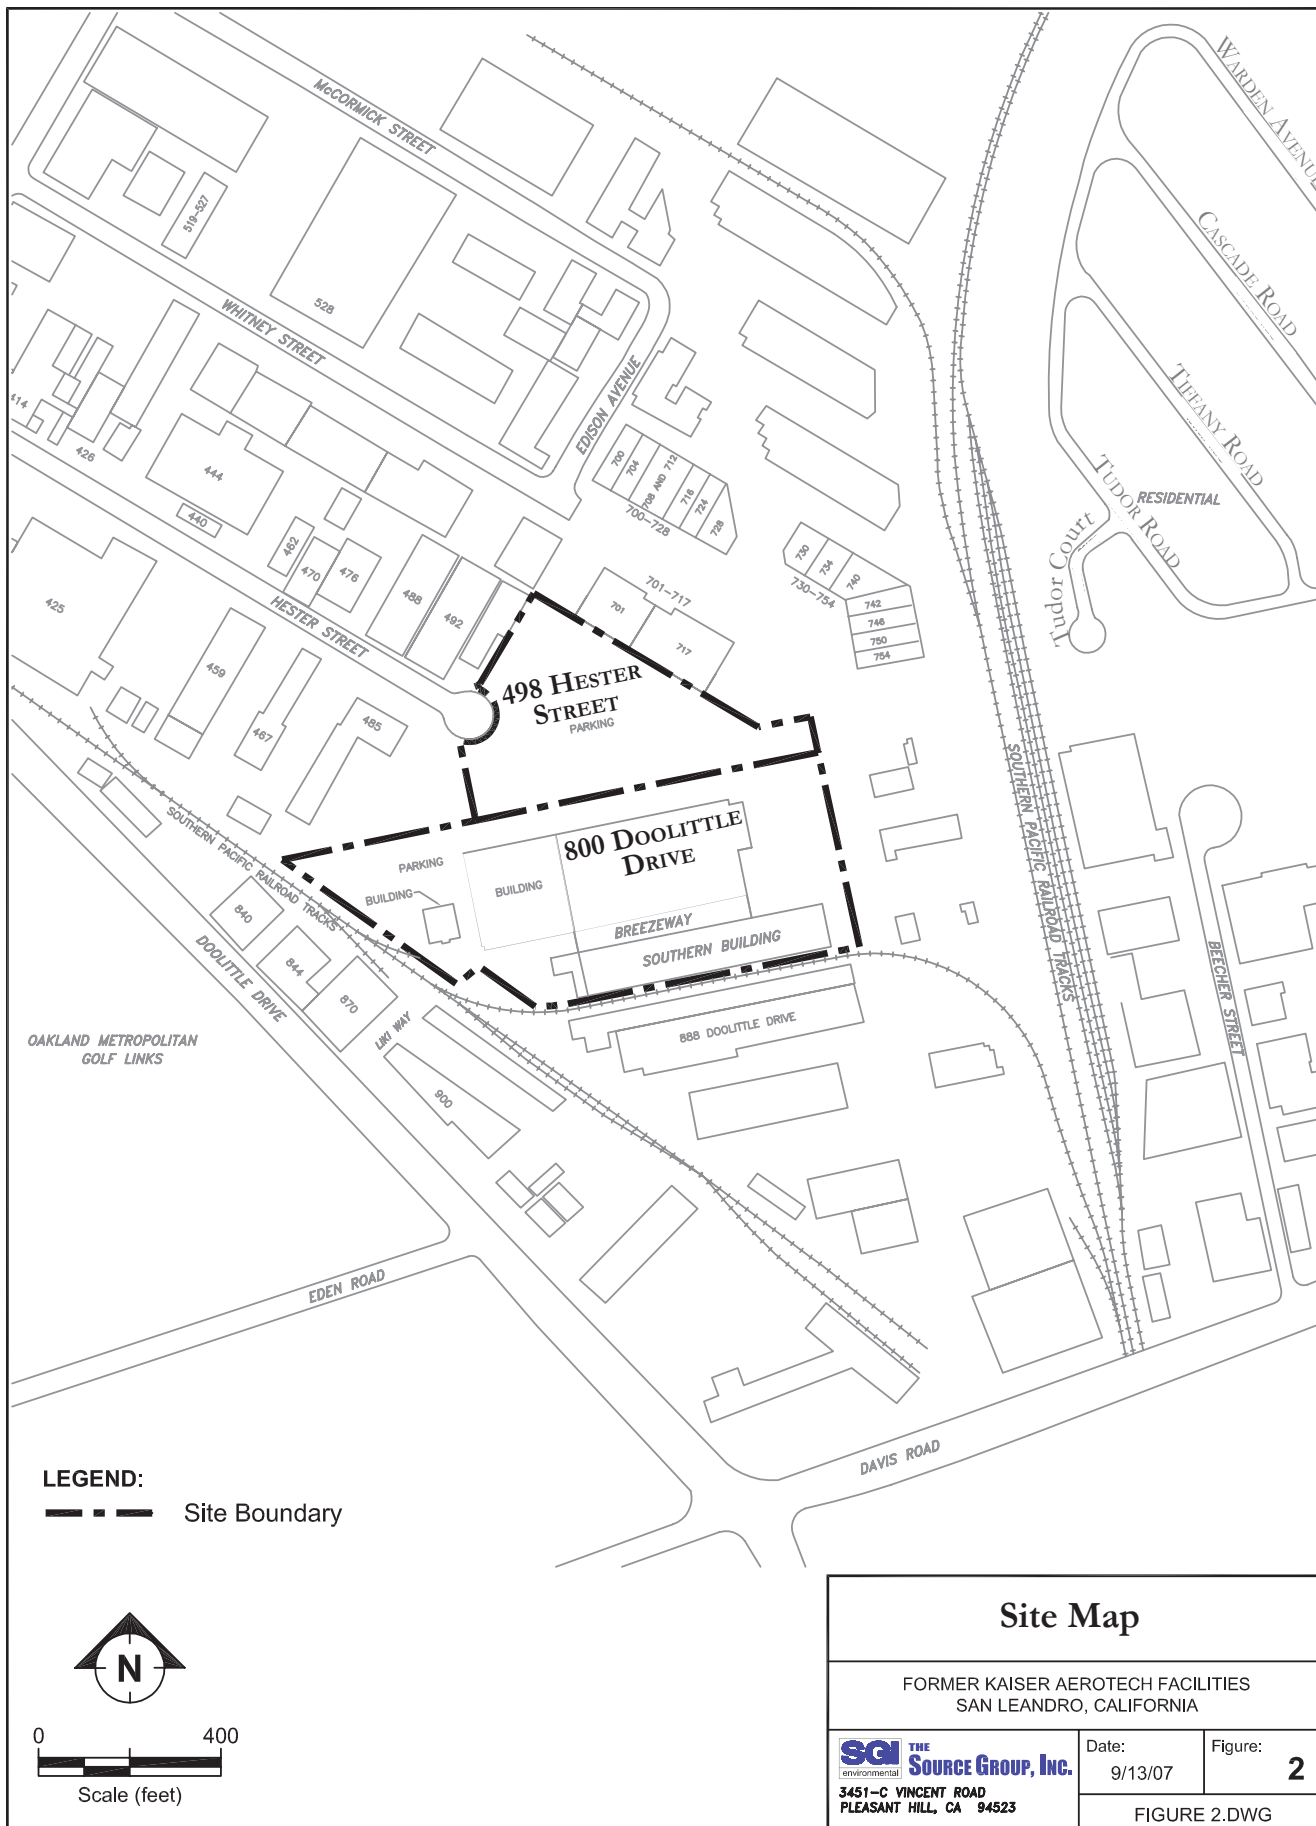 McCORMICK STREET
WARDEN AVENUE
CASCADE ROAD
TIFFANY ROAD
TUDOR ROAD
Tudor Court
RESIDENTIAL
519-527
528
WHITNEY STREET
EDISON AVENUE
414
426
444
440
462
470
476
488
492
HESTER STREET
425
459
467
485
700
704
708 AND 712
716
724
728
700-728
730
734
740
730-754
742
746
750
754
701-717
701
717
498 HESTER
STREET
PARKING
SOUTHERN PACIFIC RAILROAD TRACKS
SOUTHERN PACIFIC RAILROAD TRACKS
800 DOOLITTLE
DRIVE
PARKING
BUILDING
BUILDING
BREEZEWAY
SOUTHERN BUILDING
840
844
870
DOOLITTLE DRIVE
LIKI WAY
888 DOOLITTLE DRIVE
900
BEECHER STREET
OAKLAND METROPOLITAN
GOLF LINKS
EDEN ROAD
DAVIS ROAD
LEGEND:
Site Boundary
N
0 400
Scale (feet)
Site Map
FORMER KAISER AEROTECH FACILITIES
SAN LEANDRO, CALIFORNIA
SGI
environmental
THE
SOURCE GROUP, INC.
3451-C VINCENT ROAD
PLEASANT HILL, CA 94523
Date:
9/13/07
Figure:
2
FIGURE 2.DWG